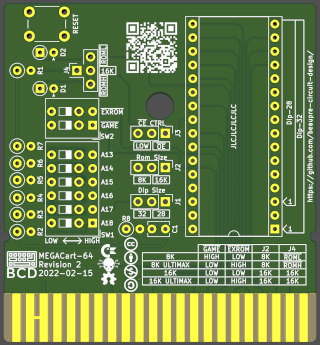 RESET
D2
R1
J4
ROML
16K
ROMH
D1
EXROM
GAME
SW2
CE CTRL
J3
LOW
OE
Rom Size
J2
8K
16K
Dip Size
J1
32
28
R7
R6
R5
R4
R3
R2
A13
A14
A15
A16
A17
A18
SW1
LOW
HIGH
R8
C1
JLCJLCJLCJLC
Dip-28
Dip-32
1
1
https://github.com/beaupre-circuit-design/
MEGACart-64
Revision 2
BCD 2022-02-15
GAME EXROM J2 J4
8K HIGH LOW 8K ROML
8K ULTIMAX LOW HIGH 8K ROMH
16K LOW LOW 16K 16K
16K ULTIMAX LOW HIGH 16K 16K